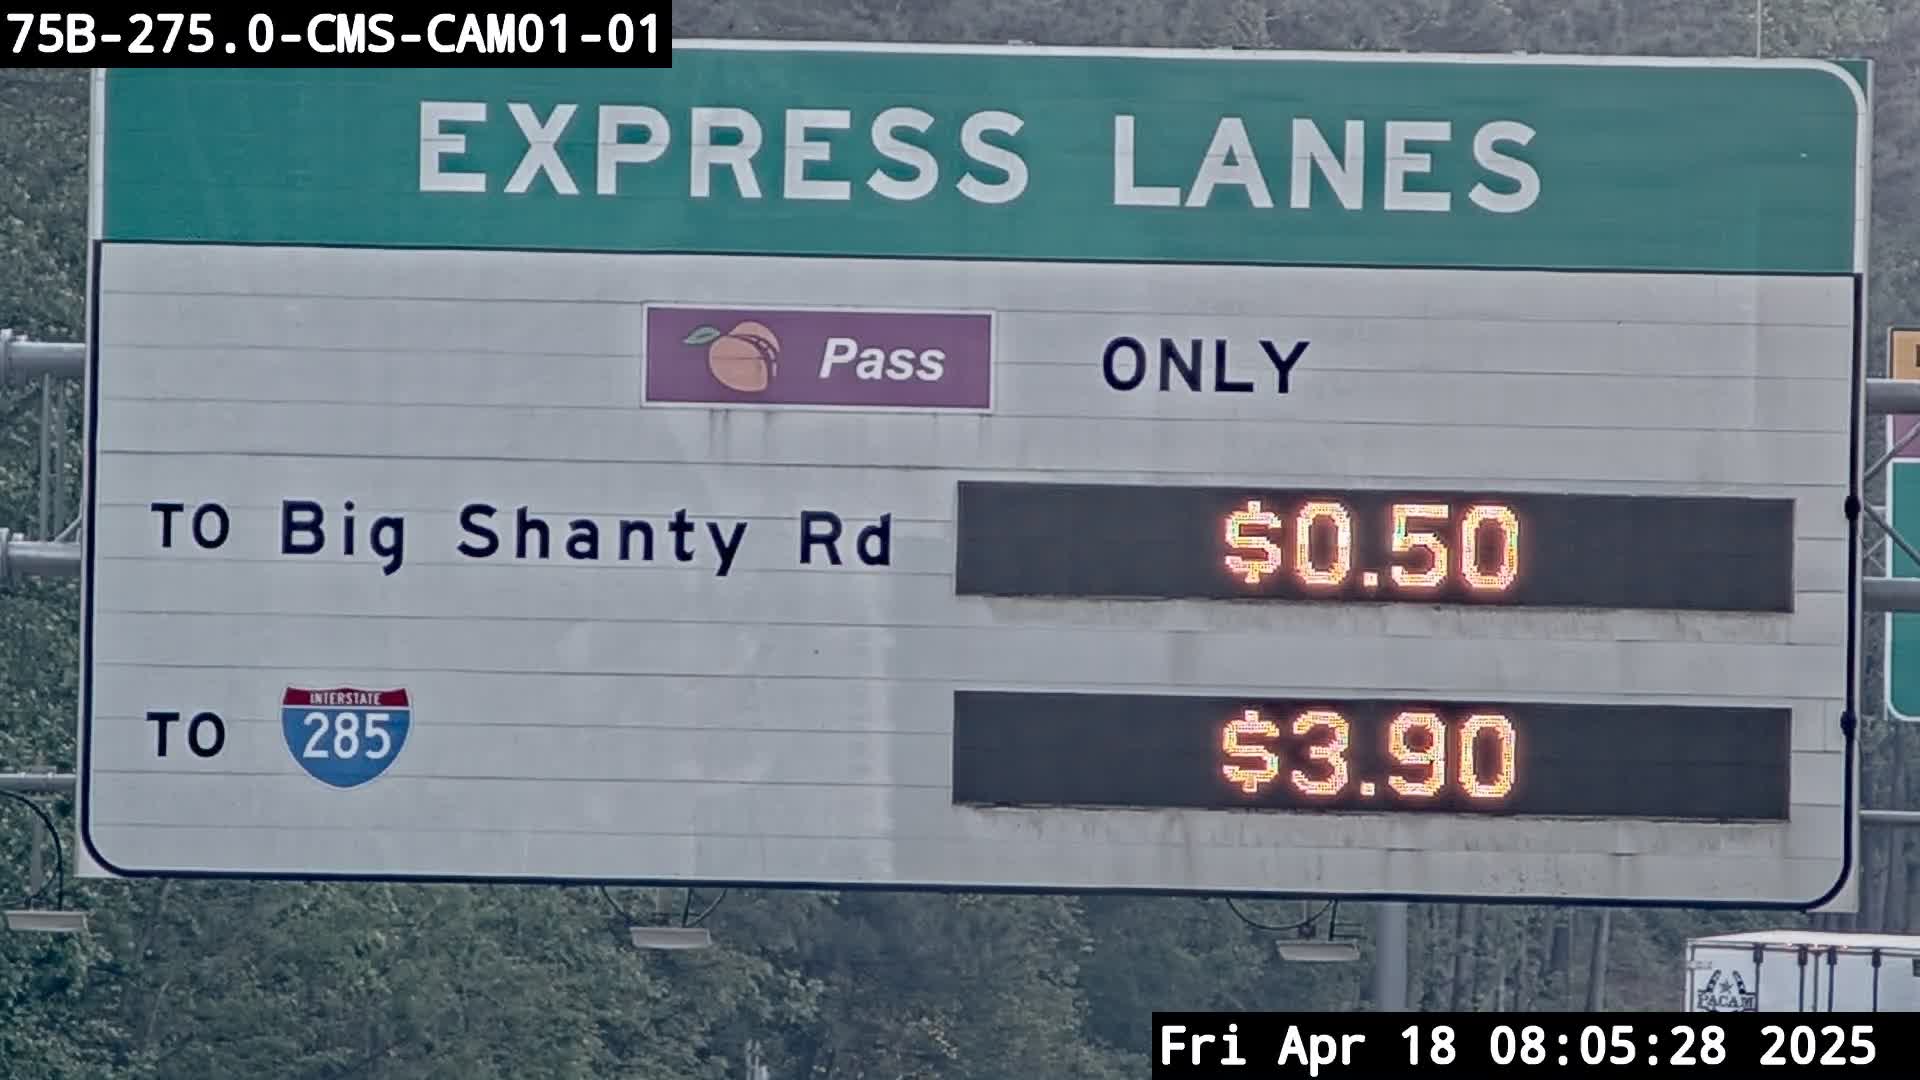 75B-275.0-CMS-CAM01-01
EXPRESS LANES
Pass ONLY
TO Big Shanty Rd $0.50
TO INTERSTATE 285 $3.90
PACAM
Fri Apr 18 08:05:28 2025